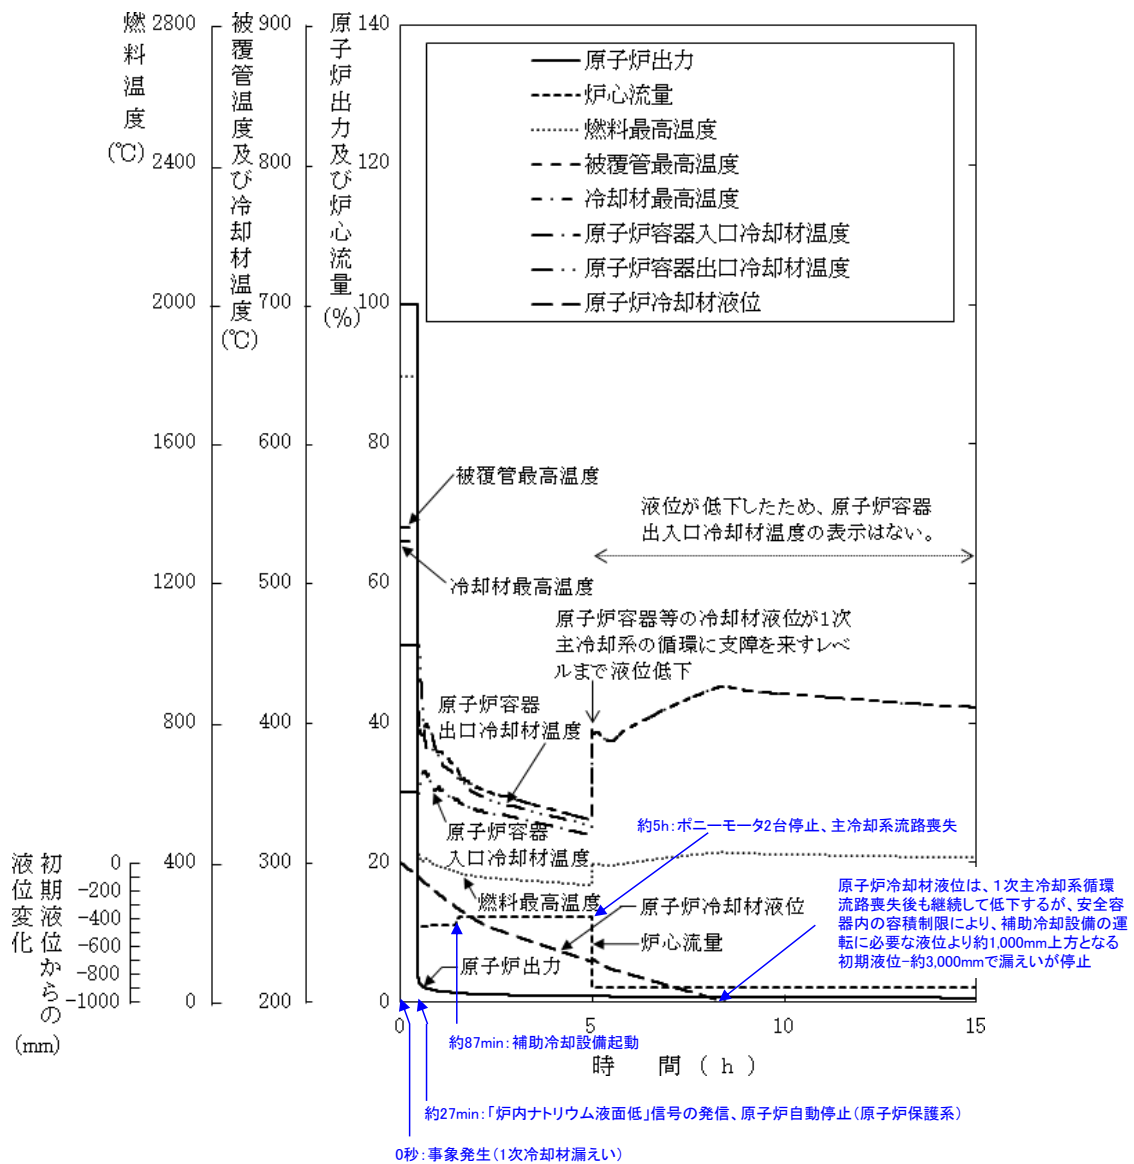 燃料温度
(℃)
被覆管温度及び冷却材温度
(℃)
原子炉出力及び炉心流量
(%)
2800
2400
2000
1600
1200
800
400
0
900
800
700
600
500
400
300
200
140
120
100
80
60
40
20
0
原子炉出力
炉心流量
燃料最高温度
被覆管最高温度
冷却材最高温度
原子炉容器入口冷却材温度
原子炉容器出口冷却材温度
原子炉冷却材液位
被覆管最高温度
冷却材最高温度
液位が低下したため、原子炉容器
出入口冷却材温度の表示はない。
原子炉容器等の冷却材液位が1次
主冷却系の循環に支障を来すレベ
ルまで液位低下
原子炉容器
出口冷却材温度
原子炉容器
入口冷却材温度
燃料最高温度
約5h:ポニーモータ2台停止、主冷却系流路喪失
原子炉冷却材液位
炉心流量
原子炉出力
原子炉冷却材液位は、1次主冷却系循環
流路喪失後も継続して低下するが、安全容
器内の容積制限により、補助冷却設備の運
転に必要な液位より約1,000mm上方となる
初期液位-約3,000mmで漏えいが停止
初期液位からの
液位変化
(mm)
0
-200
-400
-600
-800
-1000
0
5
10
15
時 間 ( h )
約87min:補助冷却設備起動
約27min:「炉内ナトリウム液面低」信号の発信、原子炉自動停止(原子炉保護系)
0秒:事象発生(1次冷却材漏えい)